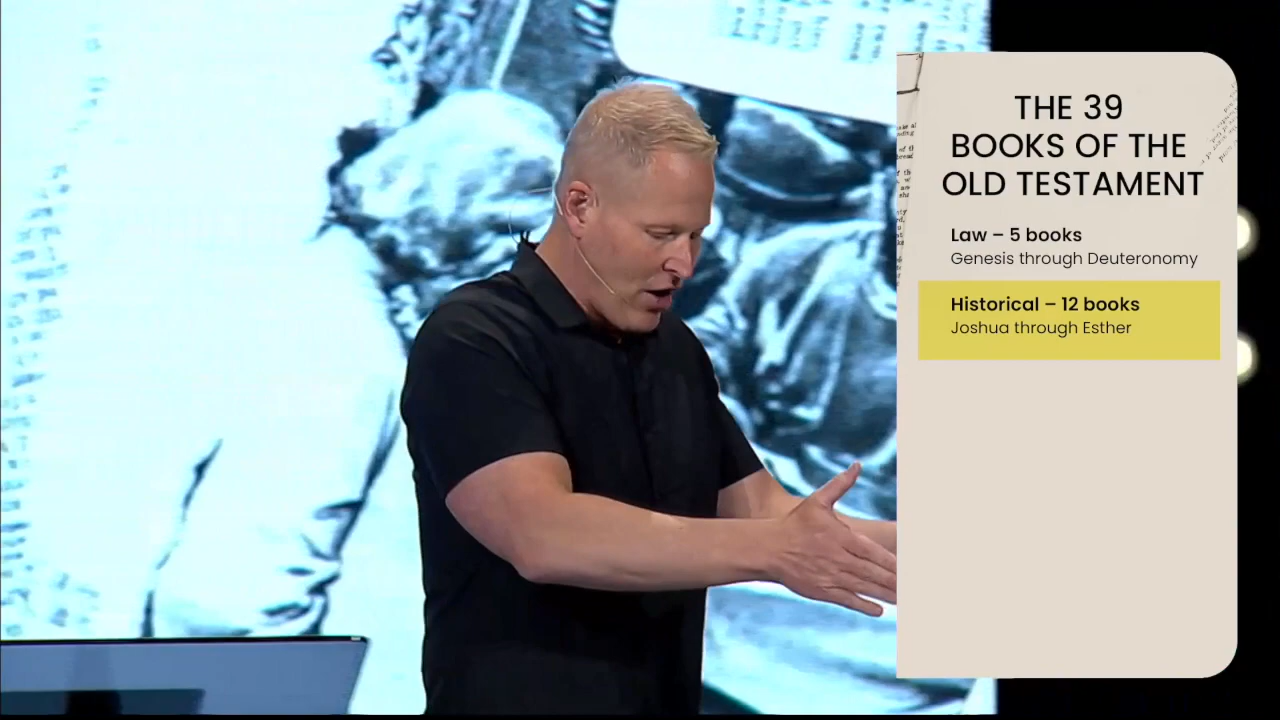 THE 39
BOOKS OF THE
OLD TESTAMENT
Law – 5 books
Genesis through Deuteronomy
Historical – 12 books
Joshua through Esther